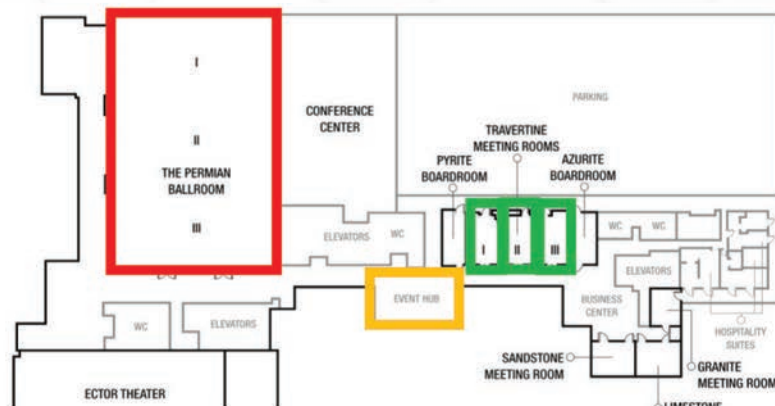 I
II
THE PERMIAN
BALLROOM
III
CONFERENCE
CENTER
PARKING
TRAVERTINE
MEETING ROOMS
PYRITE
BOARDROOM
AZURITE
BOARDROOM
I
II
III
ELEVATORS
WC
WC
WC
ELEVATORS
1
EVENT HUB
BUSINESS
CENTER
WC
ELEVATORS
HOSPITALITY
SUITES
SANDSTONE
MEETING ROOM
GRANITE
MEETING ROOM
ECTOR THEATER
LIMESTONE